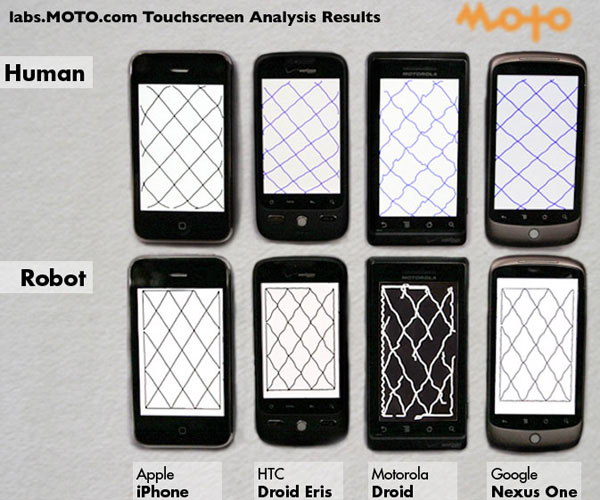 labs.MOTO.com Touchscreen Analysis Results
MOTO
Human
MOTOROLA
Robot
MOTOROLA
Apple
iPhone
HTC
Droid Eris
Motorola
Droid
Google
Nexus One